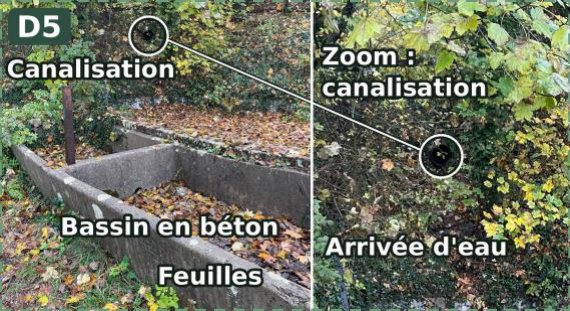 D5
Canalisation
Bassin en béton
Feuilles
Zoom :
canalisation
Arrivée d'eau